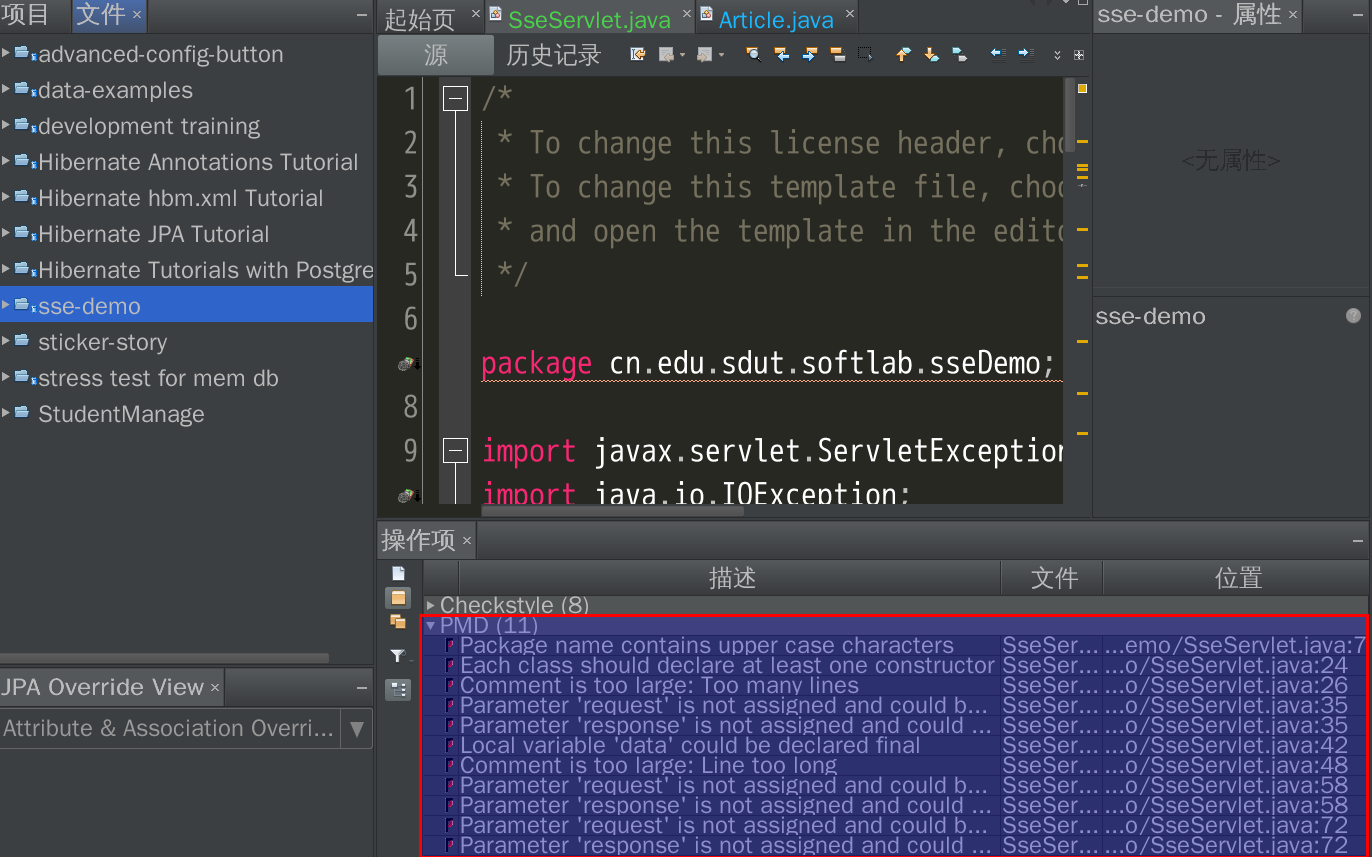 项目
文件 ×
advanced-config-button
data-examples
development training
Hibernate Annotations Tutorial
Hibernate hbm.xml Tutorial
Hibernate JPA Tutorial
Hibernate Tutorials with Postgre
sse-demo
sticker-story
stress test for mem db
StudentManage
JPA Override View ×
Attribute & Association Overri...
起始页 × SseServlet.java × Article.java ×
源 历史记录
1 /*
2 * To change this license header, cho
3 * To change this template file, choo
4 * and open the template in the edito
5 */
6
package cn.edu.sdut.softlab.sseDemo;
8
9 import javax.servlet.ServletException
import java.io.IOException;
sse-demo - 属性 ×
<无属性>
sse-demo ?
操作项 ×
描述 文件 位置
Checkstyle (8)
PMD (11)
Package name contains upper case characters SseSer... ...emo/SseServlet.java:7
Each class should declare at least one constructor SseSer... ...o/SseServlet.java:24
Comment is too large: Too many lines SseSer... ...o/SseServlet.java:26
Parameter 'request' is not assigned and could b... SseSer... ...o/SseServlet.java:35
Parameter 'response' is not assigned and could ... SseSer... ...o/SseServlet.java:35
Local variable 'data' could be declared final SseSer... ...o/SseServlet.java:42
Comment is too large: Line too long SseSer... ...o/SseServlet.java:48
Parameter 'request' is not assigned and could b... SseSer... ...o/SseServlet.java:58
Parameter 'response' is not assigned and could ... SseSer... ...o/SseServlet.java:58
Parameter 'request' is not assigned and could b... SseSer... ...o/SseServlet.java:72
Parameter 'response' is not assigned and could ... SseSer... ...o/SseServlet.java:72